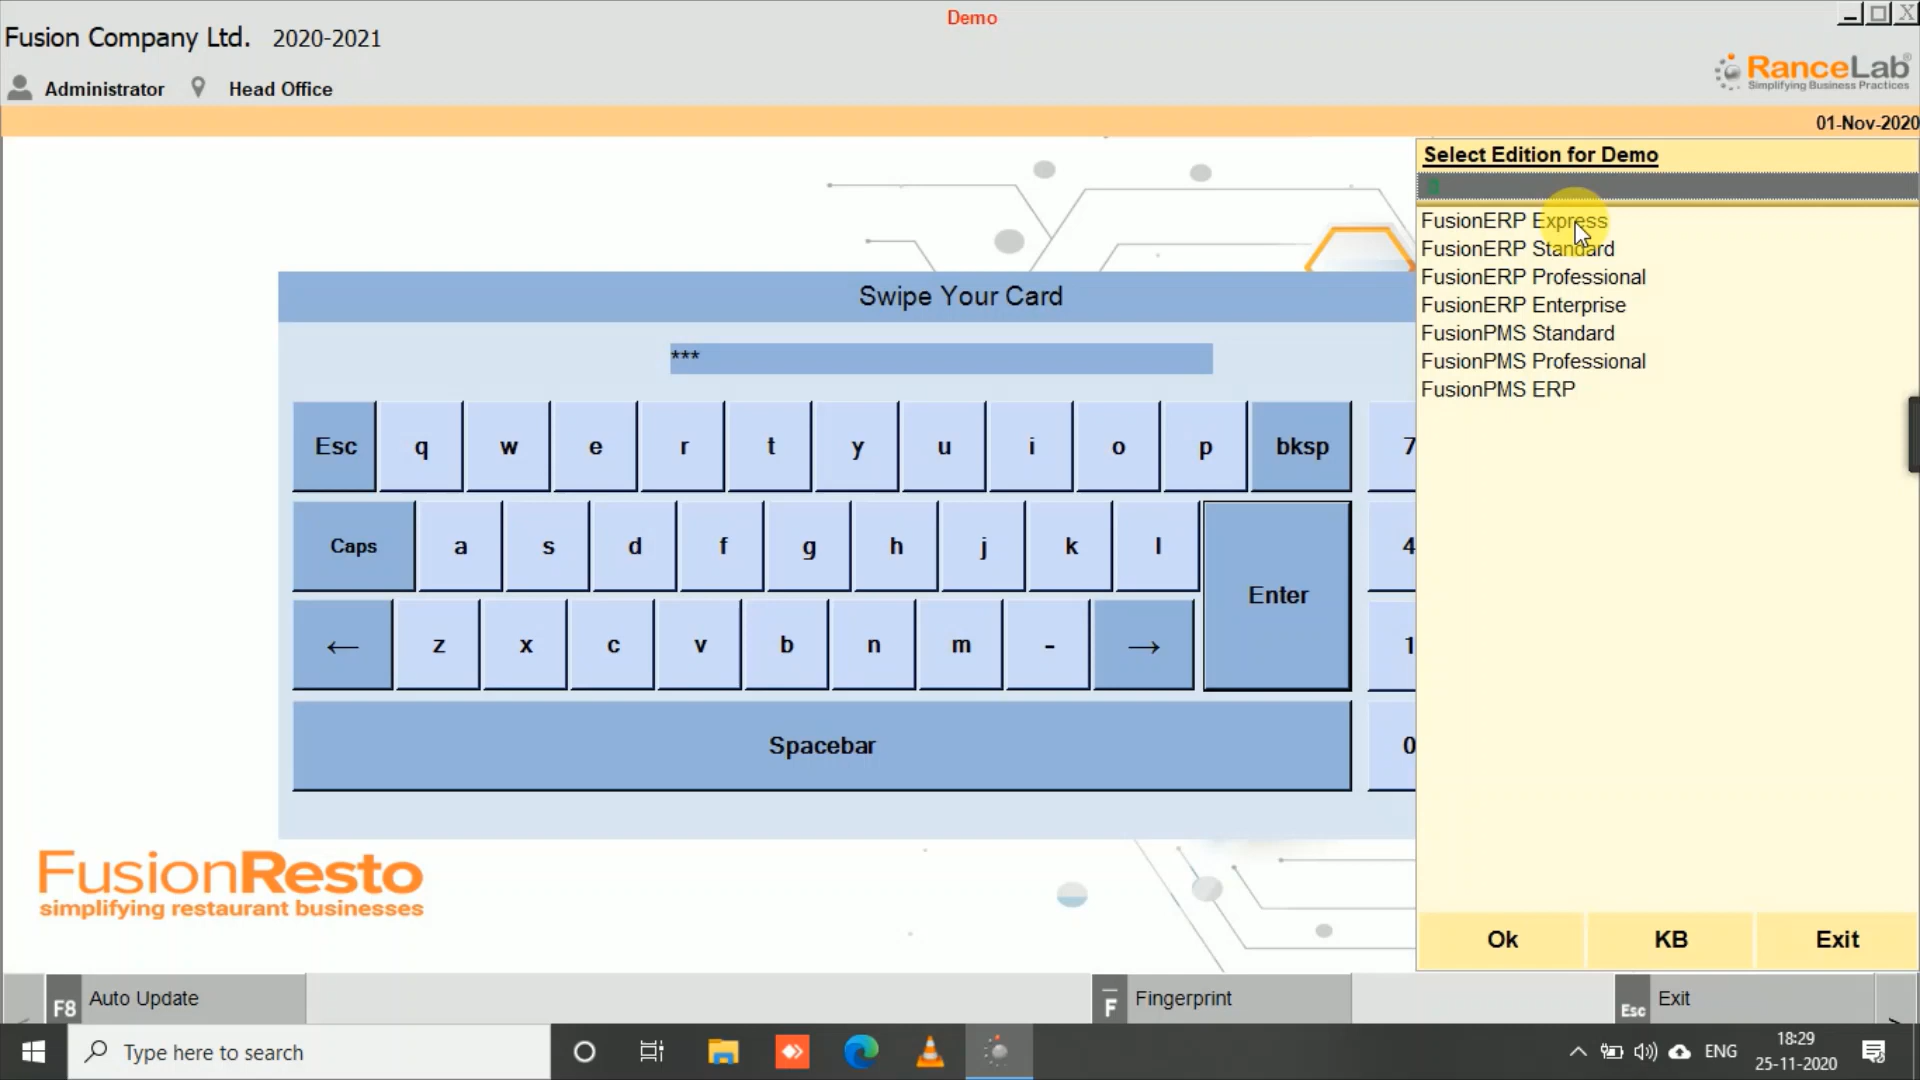 Demo
Fusion Company Ltd. 2020-2021
Administrator Head Office
RanceLab®
Simplifying Business Practices
01-Nov-2020
Select Edition for Demo
FusionERP Express
FusionERP Standard
FusionERP Professional
FusionERP Enterprise
FusionPMS Standard
FusionPMS Professional
FusionPMS ERP
Swipe Your Card
***
Esc q w e r t y u i o p bksp 7
Caps a s d f g h j k l Enter 4
← z x c v b n m - → 1
Spacebar 0
FusionResto
simplifying restaurant businesses
Ok KB Exit
F8 Auto Update F Fingerprint Esc Exit
Type here to search
ENG
18:29
25-11-2020